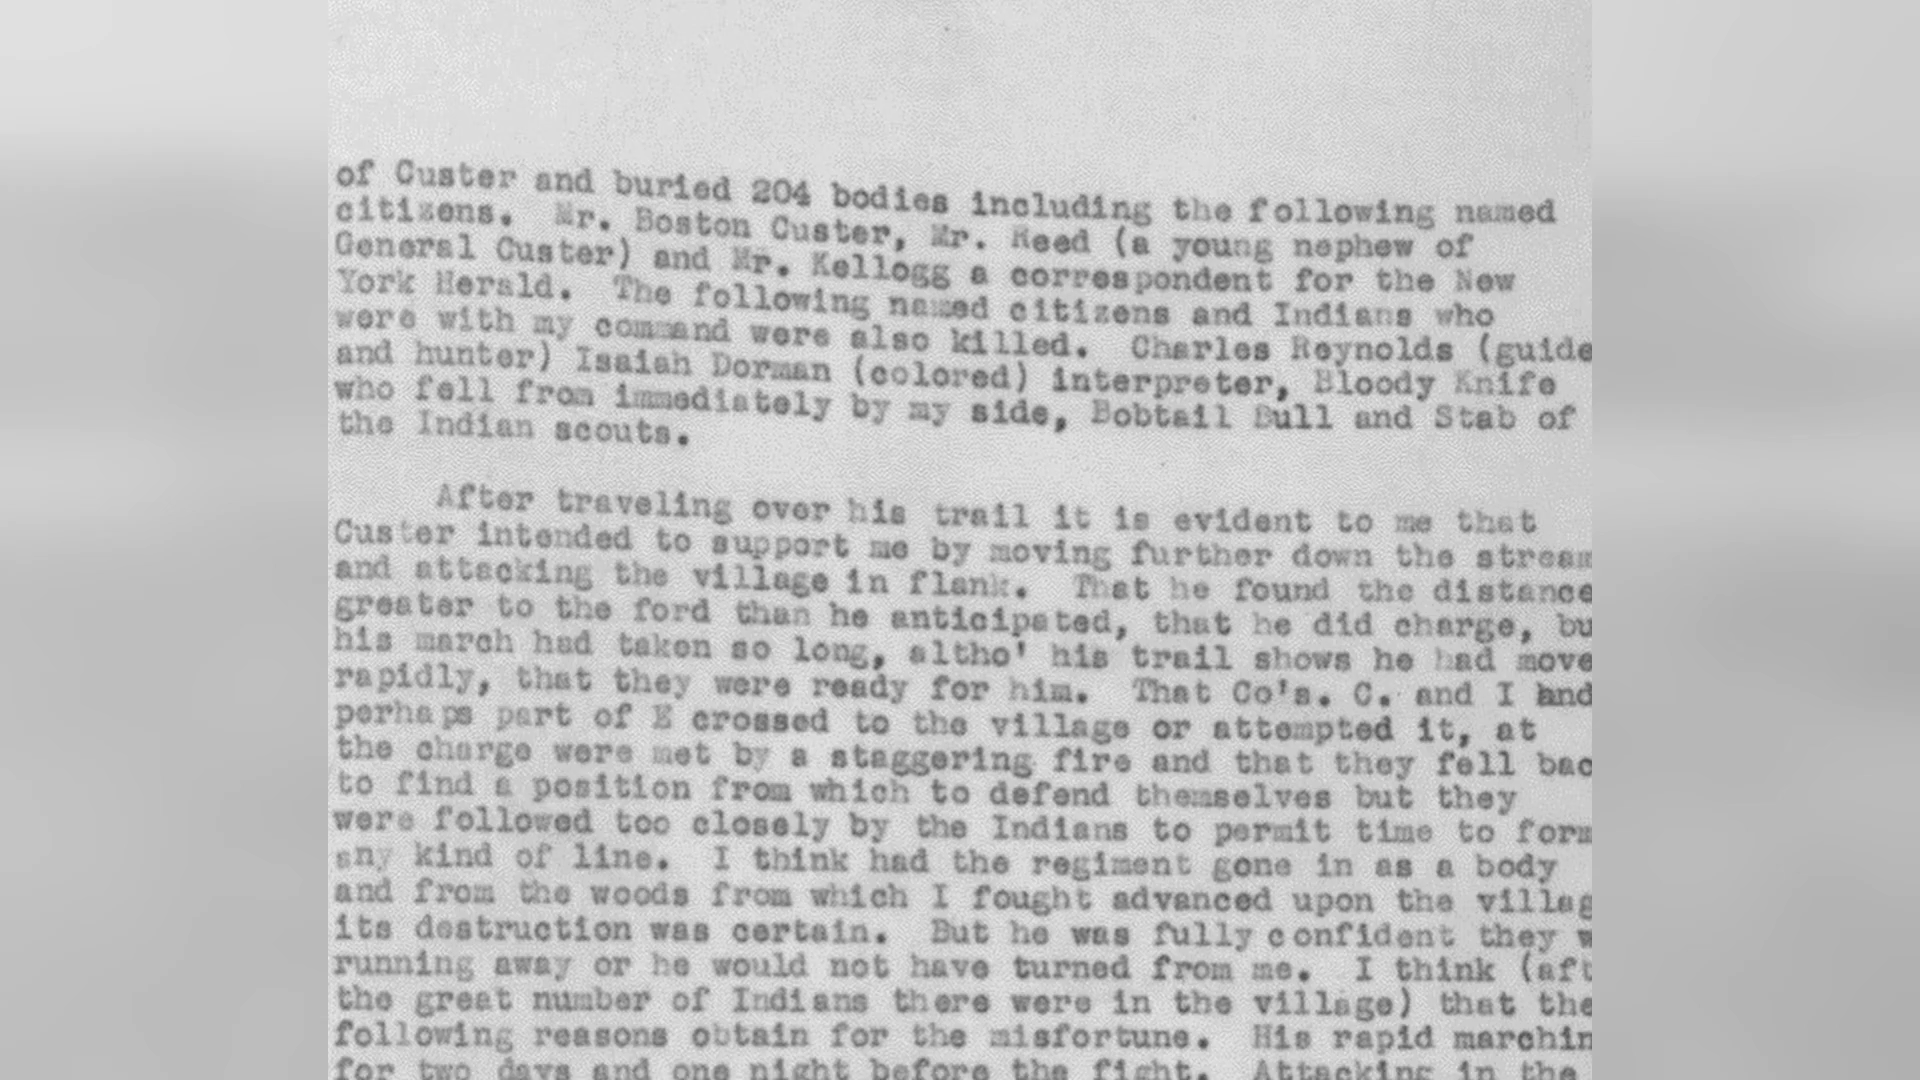 of Custer and buried 204 bodies including the following named
citizens. Mr. Boston Custer, Mr. Reed (a young nephew of
General Custer) and Mr. Kellogg a correspondent for the New
York Herald. The following named citizens and Indians who
were with my command were also killed. Charles Reynolds (guide
and hunter) Isaiah Dorman (colored) interpreter, Bloody Knife
who fell from immediately by my side, Bobtail Bull and Stab of
the Indian scouts.
After traveling over his trail it is evident to me that
Custer intended to support me by moving further down the stream
and attacking the village in flank. That he found the distance
greater to the ford than he anticipated, that he did charge, bu
his march had taken so long, altho' his trail shows he had move
rapidly, that they were ready for him. That Co's. C. and I and
perhaps part of E crossed to the village or attempted it, at
the charge were met by a staggering fire and that they fell bac
to find a position from which to defend themselves but they
were followed too closely by the Indians to permit time to form
any kind of line. I think had the regiment gone in as a body
and from the woods from which I fought advanced upon the villag
its destruction was certain. But he was fully confident they w
running away or he would not have turned from me. I think (aft
the great number of Indians there were in the village) that the
following reasons obtain for the misfortune. His rapid marchin
for two days and one night before the fight. Attacking in the